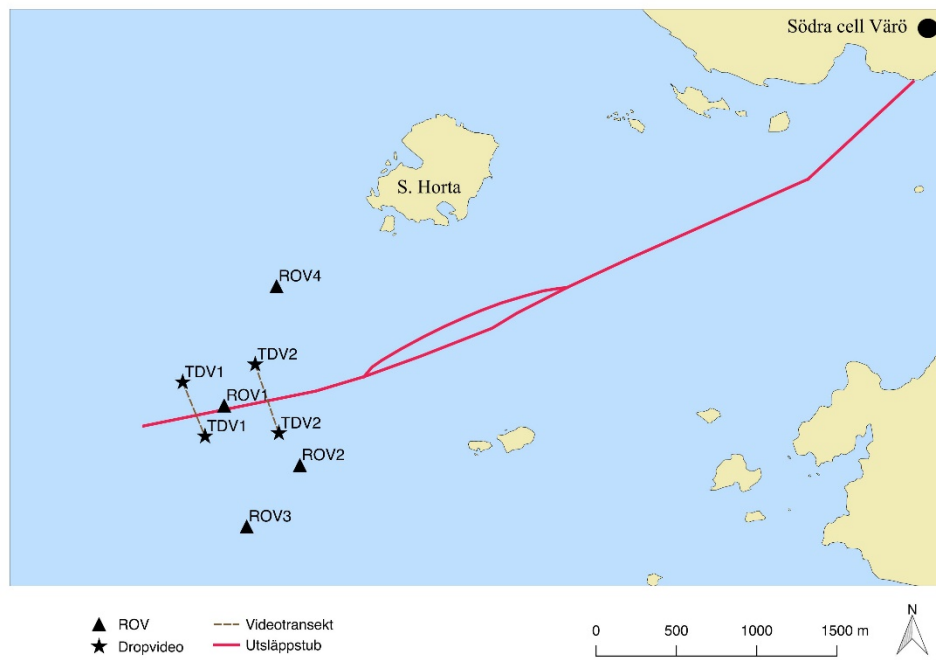 Södra cell Värö
S. Horta
ROV4
TDV2
TDV1
ROV1
TDV1
TDV2
ROV2
ROV3
ROV
Dropvideo
Videotransekt
Utsläppstub
0 500 1000 1500 m
N